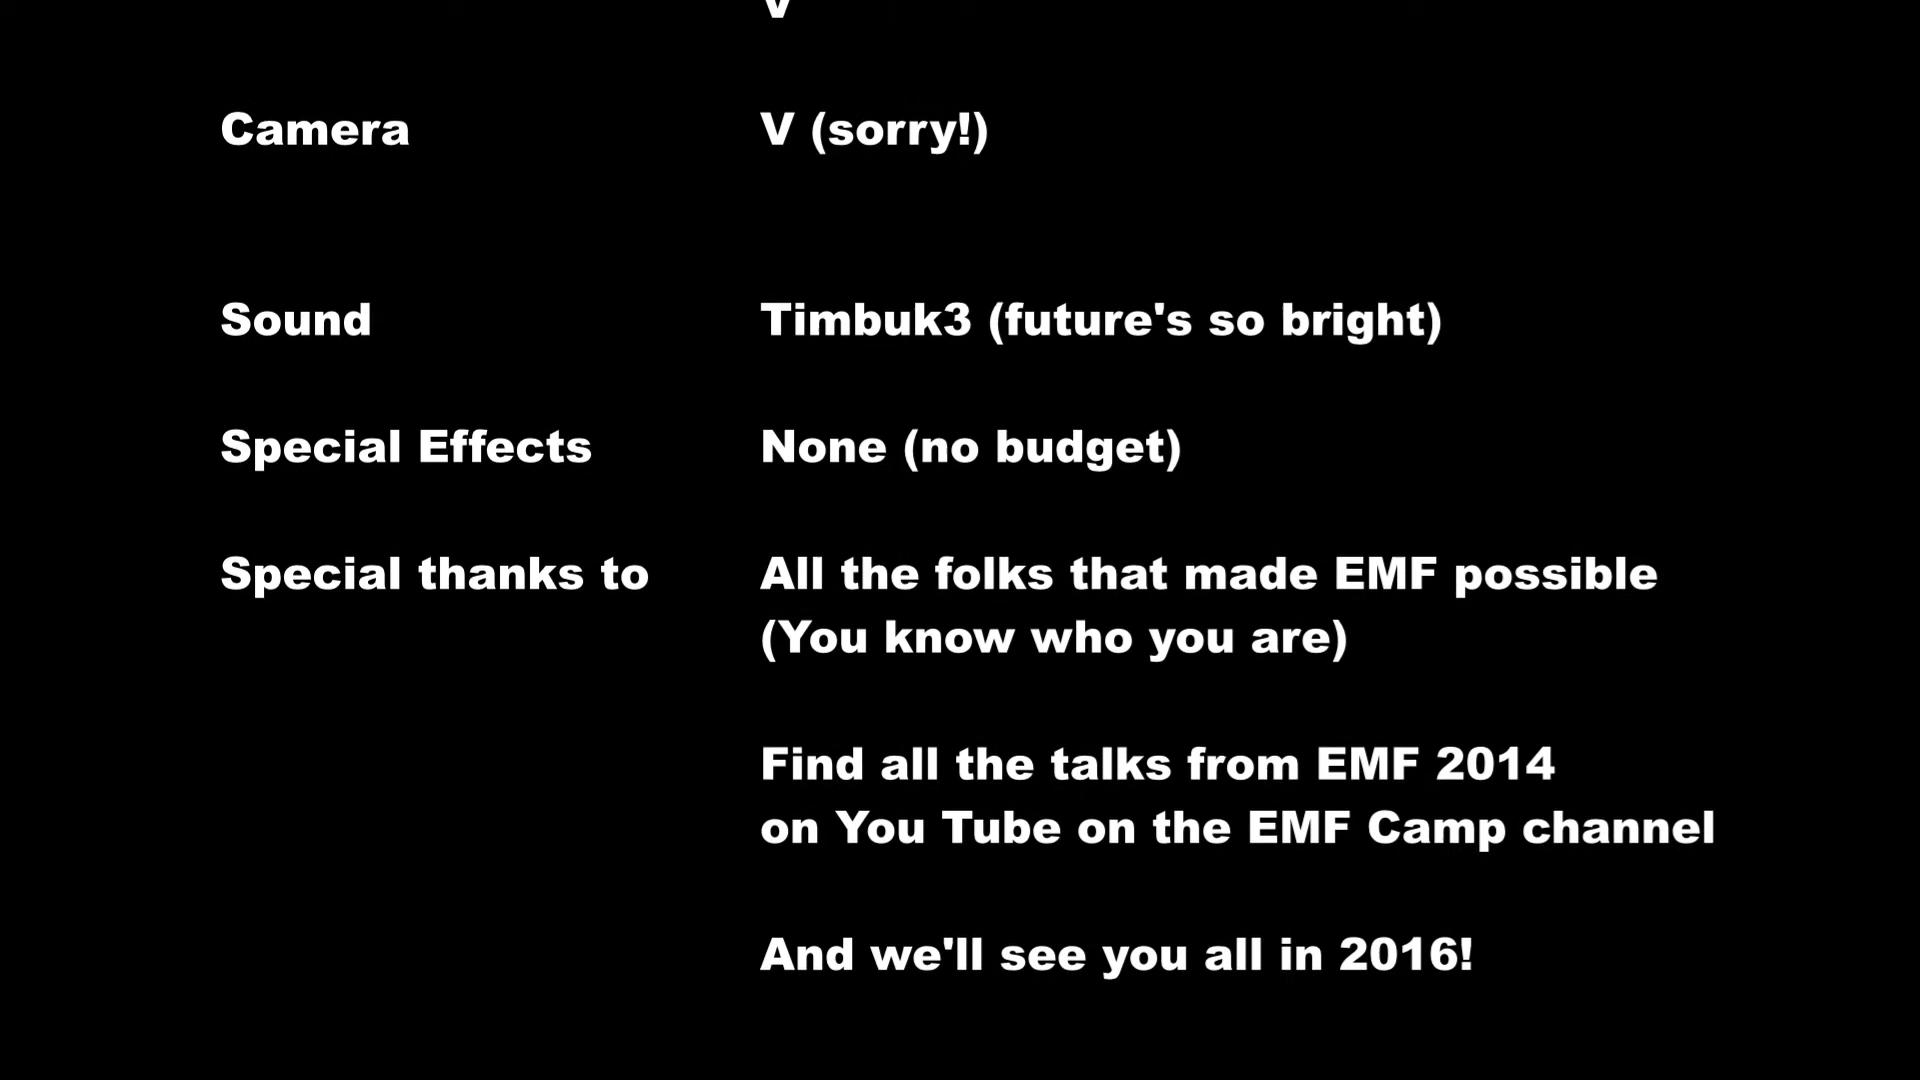 V
Camera V (sorry!)
Sound Timbuk3 (future's so bright)
Special Effects None (no budget)
Special thanks to All the folks that made EMF possible
(You know who you are)
Find all the talks from EMF 2014
on You Tube on the EMF Camp channel
And we'll see you all in 2016!